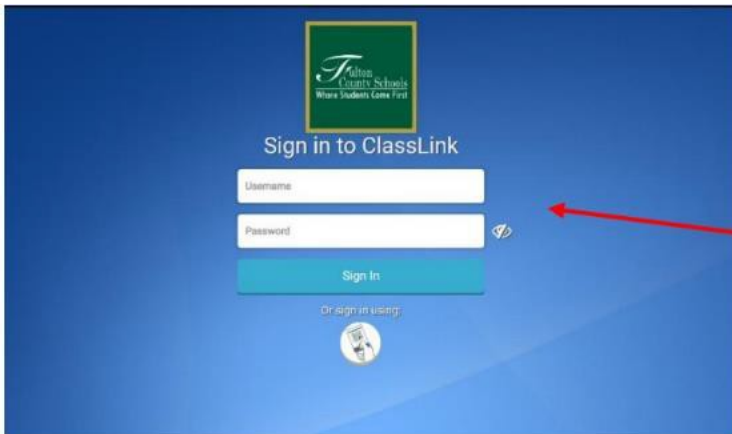 Fulton
County Schools
Where Students Come First
Sign in to ClassLink
Username
Password
Sign In
Or sign in using: